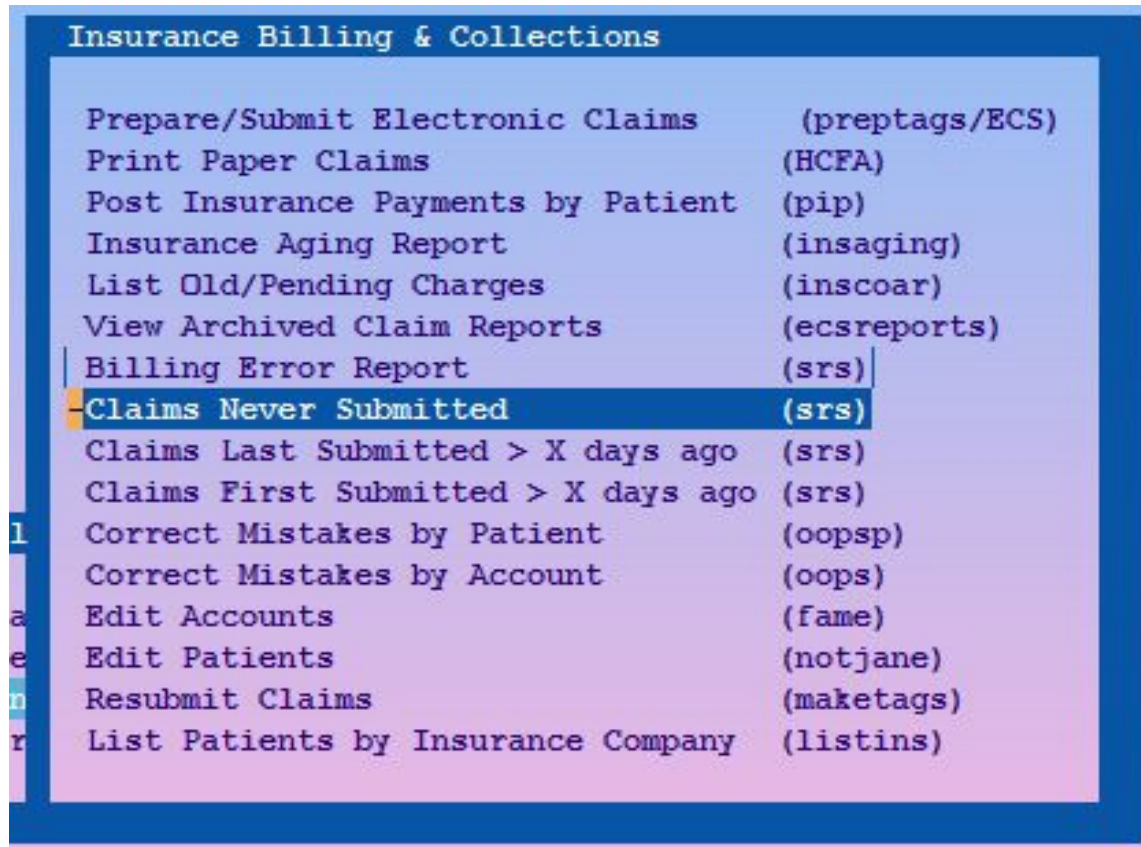 Insurance Billing & Collections
Prepare/Submit Electronic Claims (preptags/ECS)
Print Paper Claims (HCFA)
Post Insurance Payments by Patient (pip)
Insurance Aging Report (insaging)
List Old/Pending Charges (inscoar)
View Archived Claim Reports (ecsreports)
Billing Error Report (srs)
-Claims Never Submitted (srs)
Claims Last Submitted > X days ago (srs)
Claims First Submitted > X days ago (srs)
Correct Mistakes by Patient (oopsp)
Correct Mistakes by Account (oops)
Edit Accounts (fame)
Edit Patients (notjane)
Resubmit Claims (maketags)
List Patients by Insurance Company (listins)